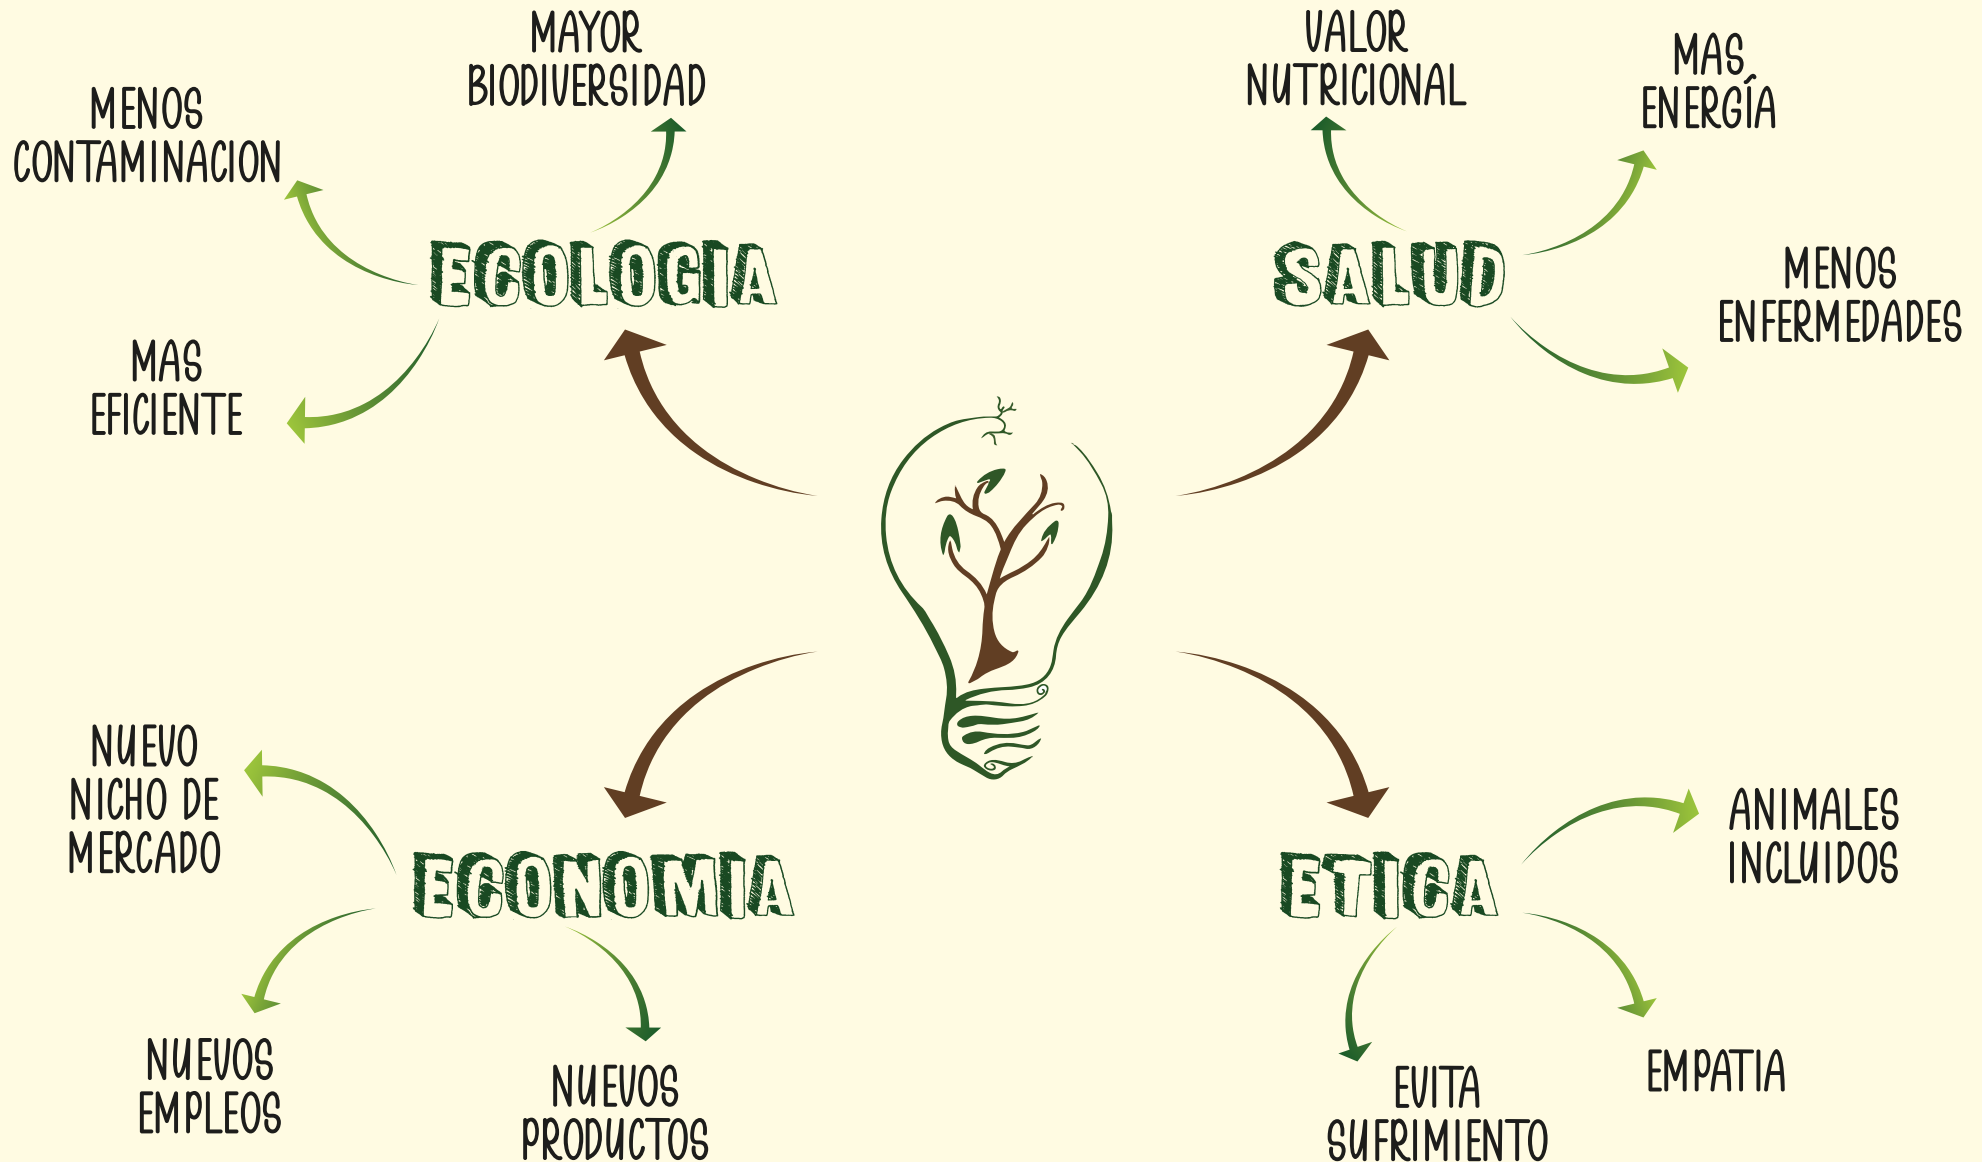 MAYOR
BIODIVERSIDAD
MENOS
CONTAMINACION
ECOLOGIA
MAS
EFICIENTE
VALOR
NUTRICIONAL
MAS
ENERGÍA
SALUD
MENOS
ENFERMEDADES
NUEVO
NICHO DE
MERCADO
ECONOMIA
NUEVOS
EMPLEOS
NUEVOS
PRODUCTOS
ETICA
ANIMALES
INCLUIDOS
EMPATIA
EVITA
SUFRIMIENTO